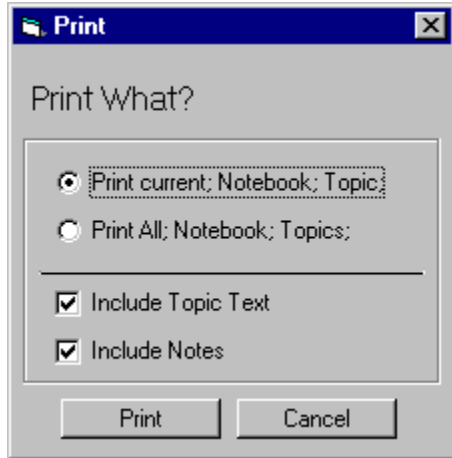 Print
Print What?
Print current; Notebook; Topic;
Print All; Notebook; Topics;
Include Topic Text
Include Notes
Print Cancel